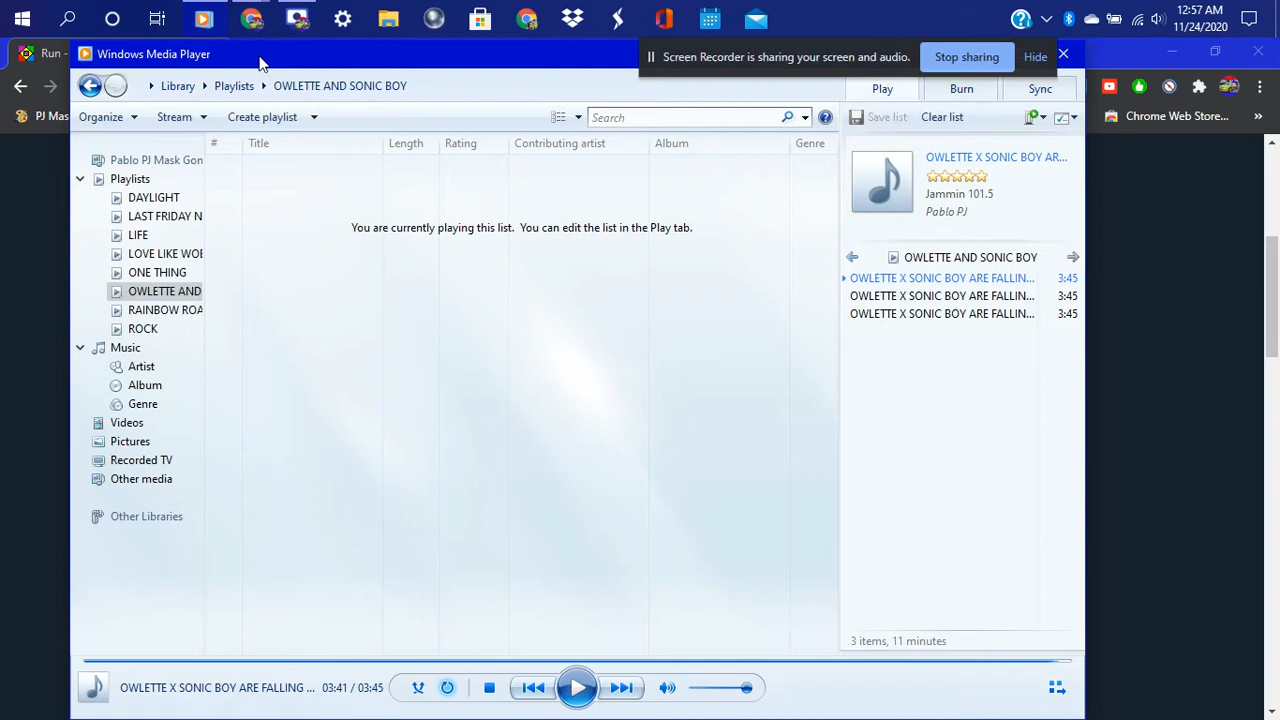 12:57 AM
11/24/2020
Run -
Windows Media Player
Screen Recorder is sharing your screen and audio.
Stop sharing
Hide
Library
Playlists
OWLETTE AND SONIC BOY
Play
Burn
Sync
PJ Mas
Chrome Web Store...
»
Organize
Stream
Create playlist
Search
Save list
Clear list
#
Title
Length
Rating
Contributing artist
Album
Genre
Pablo PJ Mask Gon
Playlists
DAYLIGHT
LAST FRIDAY N
LIFE
LOVE LIKE WOE
ONE THING
OWLETTE AND
RAINBOW ROA
ROCK
Music
Artist
Album
Genre
Videos
Pictures
Recorded TV
Other media
Other Libraries
You are currently playing this list. You can edit the list in the Play tab.
OWLETTE X SONIC BOY AR...
Jammin 101.5
Pablo PJ
OWLETTE AND SONIC BOY
OWLETTE X SONIC BOY ARE FALLIN... 3:45
OWLETTE X SONIC BOY ARE FALLIN... 3:45
OWLETTE X SONIC BOY ARE FALLIN... 3:45
3 items, 11 minutes
OWLETTE X SONIC BOY ARE FALLING ... 03:41 / 03:45